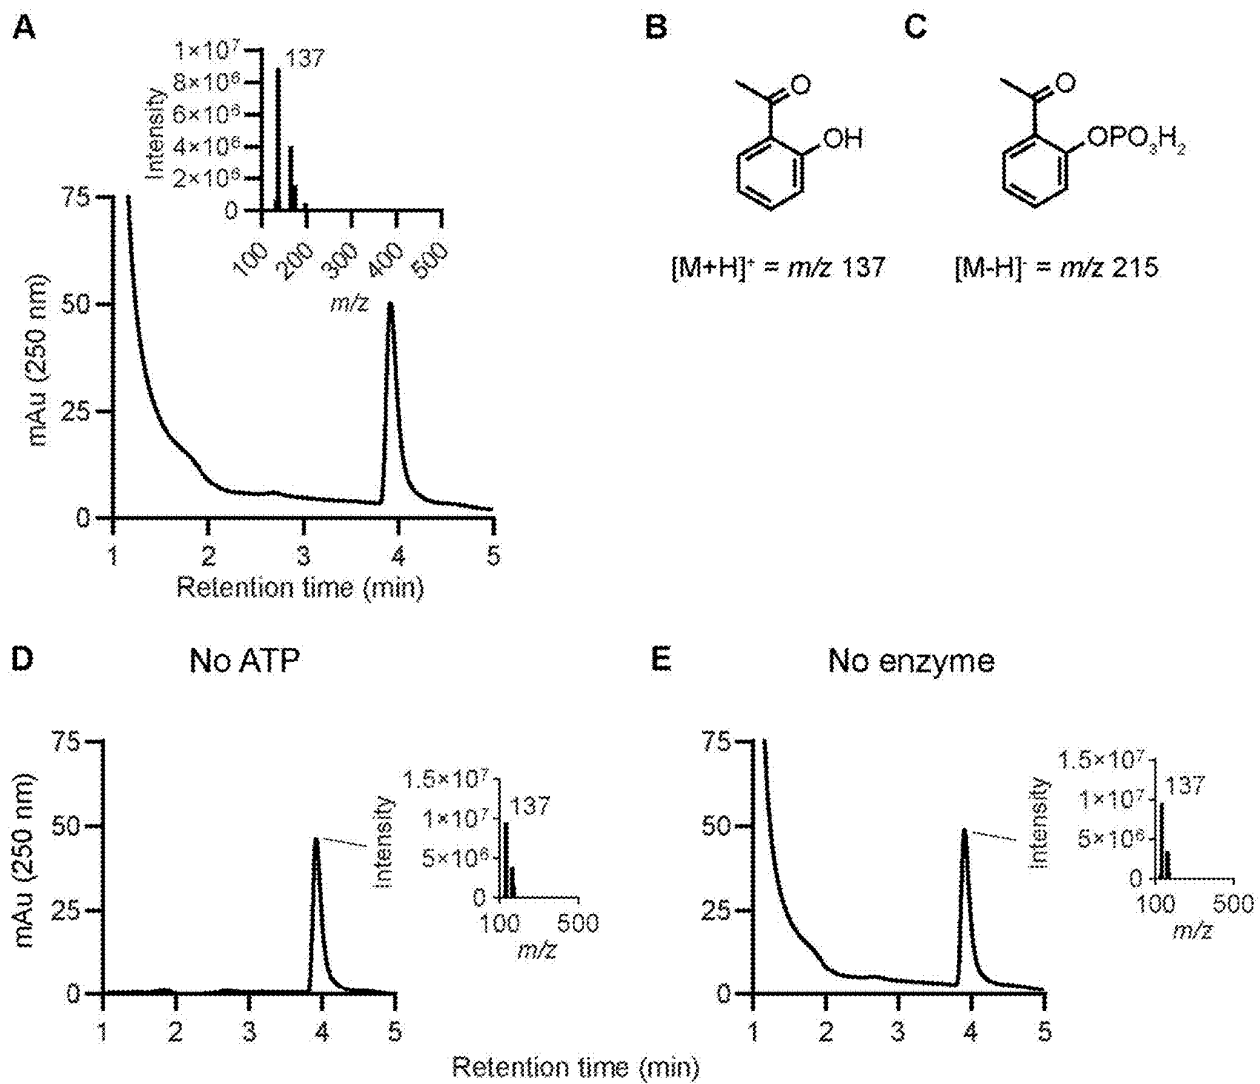 A
B
C
1×10⁷
8×10⁶
6×10⁶
4×10⁶
2×10⁶
0
Intensity
137
100 200 300 400 500
m/z
75
50
25
0
mAu (250 nm)
1 2 3 4 5
Retention time (min)
O
OH
[M+H]⁺ = m/z 137
O
OPO₃H₂
[M-H]⁻ = m/z 215
D
No ATP
75
50
25
0
mAu (250 nm)
1 2 3 4 5
1.5×10⁷
1×10⁷
5×10⁶
0
Intensity
137
100 500
m/z
E
No enzyme
75
50
25
0
1 2 3 4 5
1.5×10⁷
1×10⁷
5×10⁶
0
Intensity
137
100 500
m/z
Retention time (min)